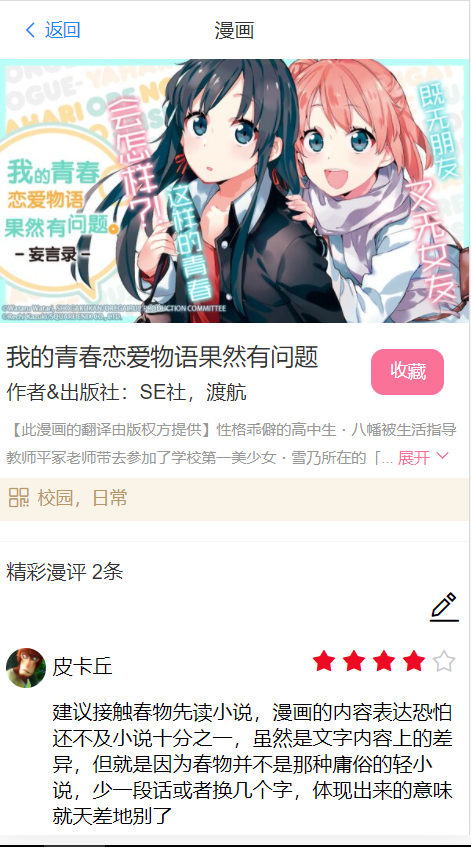 返回
漫画
我的青春
恋爱物语
果然有问题。
－妄言录－
会怎样?!
这样的青春
既无朋友
又无女友
我的青春恋爱物语果然有问题
收藏
作者&出版社：SE社，渡航
【此漫画的翻译由版权方提供】性格乖僻的高中生·八幡被生活指导
教师平冢老师带去参加了学校第一美少女·雪乃所在的「... 展开
校园，日常
精彩漫评 2条
皮卡丘
建议接触春物先读小说，漫画的内容表达恐怕
还不及小说十分之一，虽然是文字内容上的差
异，但就是因为春物并不是那种庸俗的轻小
说，少一段话或者换几个字，体现出来的意味
就天差地别了